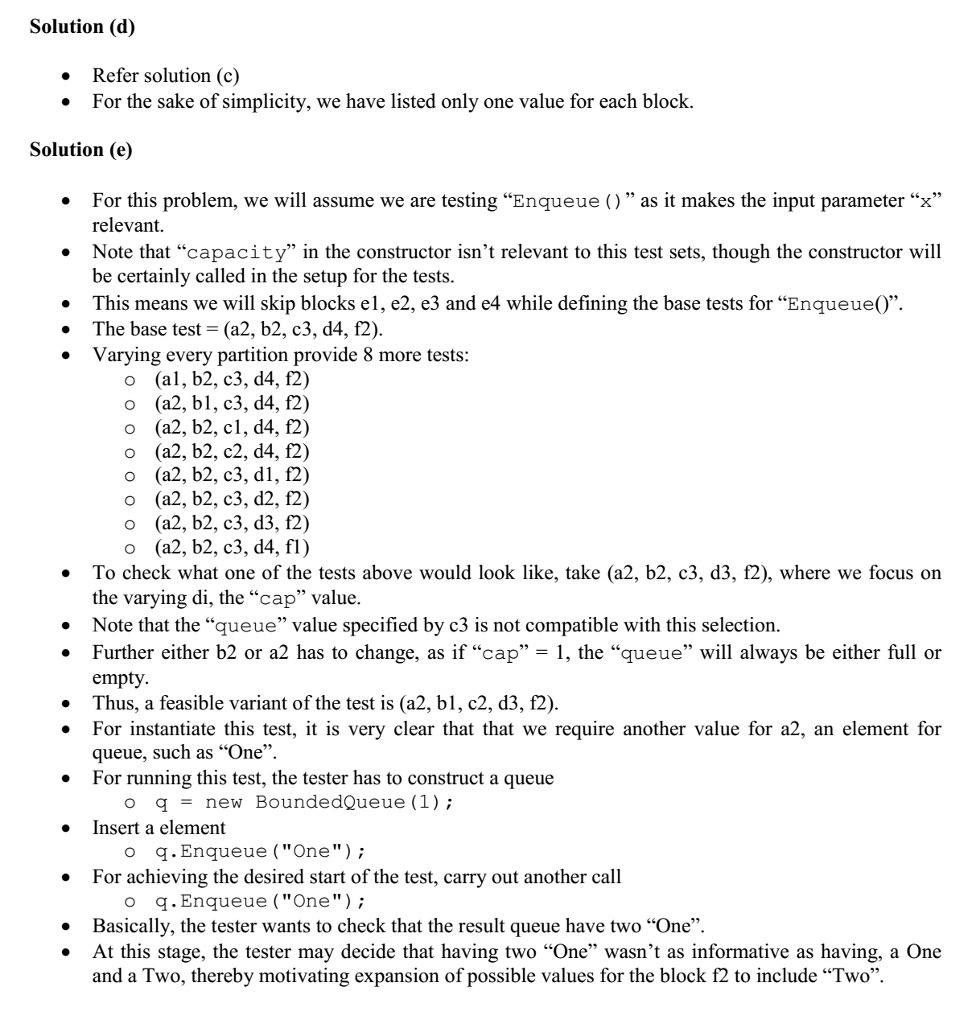 Solution (d)
• Refer solution (c)
• For the sake of simplicity, we have listed only one value for each block.
Solution (e)
• For this problem, we will assume we are testing “Enqueue()” as it makes the input parameter “x”
relevant.
• Note that “capacity” in the constructor isn’t relevant to this test sets, though the constructor will
be certainly called in the setup for the tests.
• This means we will skip blocks e1, e2, e3 and e4 while defining the base tests for “Enqueue()”.
• The base test = (a2, b2, c3, d4, f2).
• Varying every partition provide 8 more tests:
o (a1, b2, c3, d4, f2)
o (a2, b1, c3, d4, f2)
o (a2, b2, c1, d4, f2)
o (a2, b2, c2, d4, f2)
o (a2, b2, c3, d1, f2)
o (a2, b2, c3, d2, f2)
o (a2, b2, c3, d3, f2)
o (a2, b2, c3, d4, f1)
• To check what one of the tests above would look like, take (a2, b2, c3, d3, f2), where we focus on
the varying di, the “cap” value.
• Note that the “queue” value specified by c3 is not compatible with this selection.
• Further either b2 or a2 has to change, as if “cap” = 1, the “queue” will always be either full or
empty.
• Thus, a feasible variant of the test is (a2, b1, c2, d3, f2).
• For instantiate this test, it is very clear that that we require another value for a2, an element for
queue, such as “One”.
• For running this test, the tester has to construct a queue
o q = new BoundedQueue(1);
• Insert a element
o q.Enqueue("One");
• For achieving the desired start of the test, carry out another call
o q.Enqueue("One");
• Basically, the tester wants to check that the result queue have two “One”.
• At this stage, the tester may decide that having two “One” wasn’t as informative as having, a One
and a Two, thereby motivating expansion of possible values for the block f2 to include “Two”.